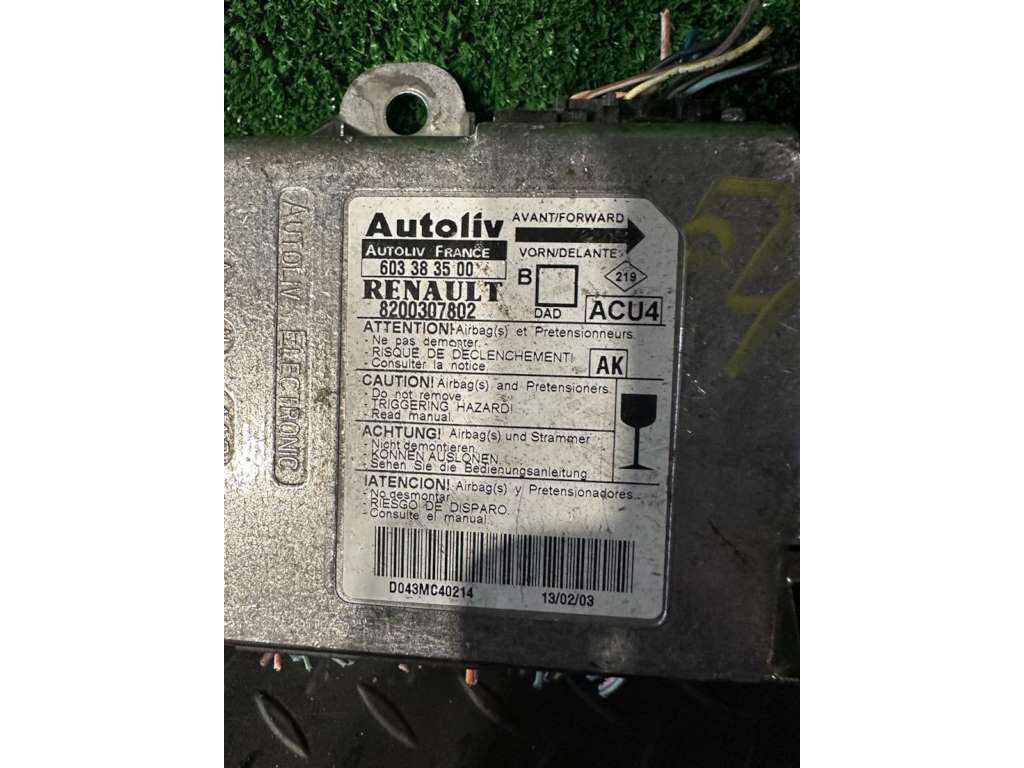 AUTOLIV ELECTRONIC
Autoliv
AUTOLIV FRANCE
603 38 35 00
RENAULT
8200307802
AVANT/FORWARD
VORN/DELANTE
B
DAD
219
ACU4
AK
ATTENTION! Airbag(s) et Pretensionneurs.
- Ne pas demonter.
- RISQUE DE DECLENCHEMENT!
- Consulter la notice.
CAUTION! Airbag(s) and Pretensioners.
- Do not remove.
- TRIGGERING HAZARD!
- Read manual.
ACHTUNG! Airbag(s) und Strammer
- Nicht demontieren.
- KONNEN AUSLONEN.
- Sehen Sie die Bedienungsanleitung.
!ATENCION! Airbag(s) y Pretensionadores.
- No desmontar.
- RIESGO DE DISPARO.
- Consulte el manual.
D043MC40214
13/02/03